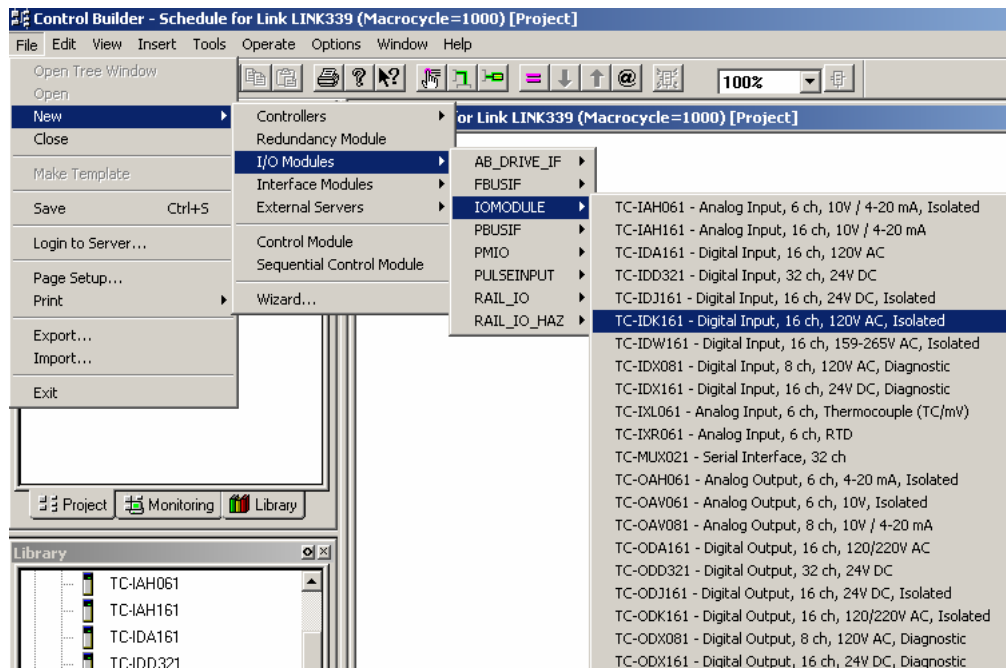 Control Builder - Schedule for Link LINK339 (Macrocycle=1000) [Project]
File Edit View Insert Tools Operate Options Window Help
100%
Open Tree Window
Open
New
Close
Make Template
Save Ctrl+S
Login to Server...
Page Setup...
Print
Export...
Import...
Exit
Controllers
Redundancy Module
I/O Modules
Interface Modules
External Servers
Control Module
Sequential Control Module
Wizard...
or Link LINK339 (Macrocycle=1000) [Project]
AB_DRIVE_IF
FBUSIF
IOMODULE
PBUSIF
PMIO
PULSEINPUT
RAIL_IO
RAIL_IO_HAZ
TC-IAH061 - Analog Input, 6 ch, 10V / 4-20 mA, Isolated
TC-IAH161 - Analog Input, 16 ch, 10V / 4-20 mA
TC-IDA161 - Digital Input, 16 ch, 120V AC
TC-IDD321 - Digital Input, 32 ch, 24V DC
TC-IDJ161 - Digital Input, 16 ch, 24V DC, Isolated
TC-IDK161 - Digital Input, 16 ch, 120V AC, Isolated
TC-IDW161 - Digital Input, 16 ch, 159-265V AC, Isolated
TC-IDX081 - Digital Input, 8 ch, 120V AC, Diagnostic
TC-IDX161 - Digital Input, 16 ch, 24V DC, Diagnostic
TC-IXL061 - Analog Input, 6 ch, Thermocouple (TC/mV)
TC-IXR061 - Analog Input, 6 ch, RTD
TC-MUX021 - Serial Interface, 32 ch
TC-OAH061 - Analog Output, 6 ch, 4-20 mA, Isolated
TC-OAV061 - Analog Output, 6 ch, 10V, Isolated
TC-OAV081 - Analog Output, 8 ch, 10V / 4-20 mA
TC-ODA161 - Digital Output, 16 ch, 120/220V AC
TC-ODD321 - Digital Output, 32 ch, 24V DC
TC-ODJ161 - Digital Output, 16 ch, 24V DC, Isolated
TC-ODK161 - Digital Output, 16 ch, 120/220V AC, Isolated
TC-ODX081 - Digital Output, 8 ch, 120V AC, Diagnostic
TC-ODX161 - Digital Output, 16 ch, 24V DC, Diagnostic
Project Monitoring Library
Library
TC-IAH061
TC-IAH161
TC-IDA161
TC-IDD321